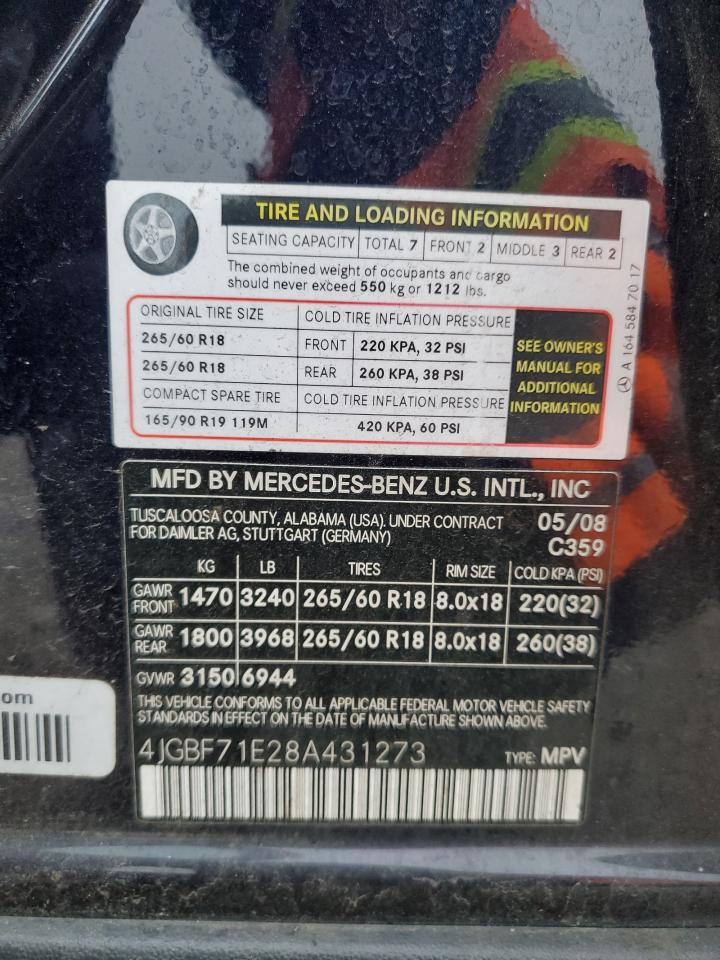 TIRE AND LOADING INFORMATION
SEATING CAPACITY TOTAL 7 FRONT 2 MIDDLE 3 REAR 2
The combined weight of occupants and cargo
should never exceed 550 kg or 1212 lbs.
ORIGINAL TIRE SIZE COLD TIRE INFLATION PRESSURE
265/60 R18 FRONT 220 KPA, 32 PSI
265/60 R18 REAR 260 KPA, 38 PSI
COMPACT SPARE TIRE COLD TIRE INFLATION PRESSURE
165/90 R19 119M 420 KPA, 60 PSI
SEE OWNER'S
MANUAL FOR
ADDITIONAL
INFORMATION
A 164 584 70 17
MFD BY MERCEDES-BENZ U.S. INTL., INC
TUSCALOOSA COUNTY, ALABAMA (USA). UNDER CONTRACT 05/08
FOR DAIMLER AG, STUTTGART (GERMANY) C359
KG LB TIRES RIM SIZE COLD KPA (PSI)
GAWR FRONT 1470 3240 265/60 R18 8.0x18 220(32)
GAWR REAR 1800 3968 265/60 R18 8.0x18 260(38)
GVWR 3150 6944
THIS VEHICLE CONFORMS TO ALL APPLICABLE FEDERAL MOTOR VEHICLE SAFETY
STANDARDS IN EFFECT ON THE DATE OF MANUFACTURE SHOWN ABOVE.
4JGBF71E28A431273 TYPE: MPV
om